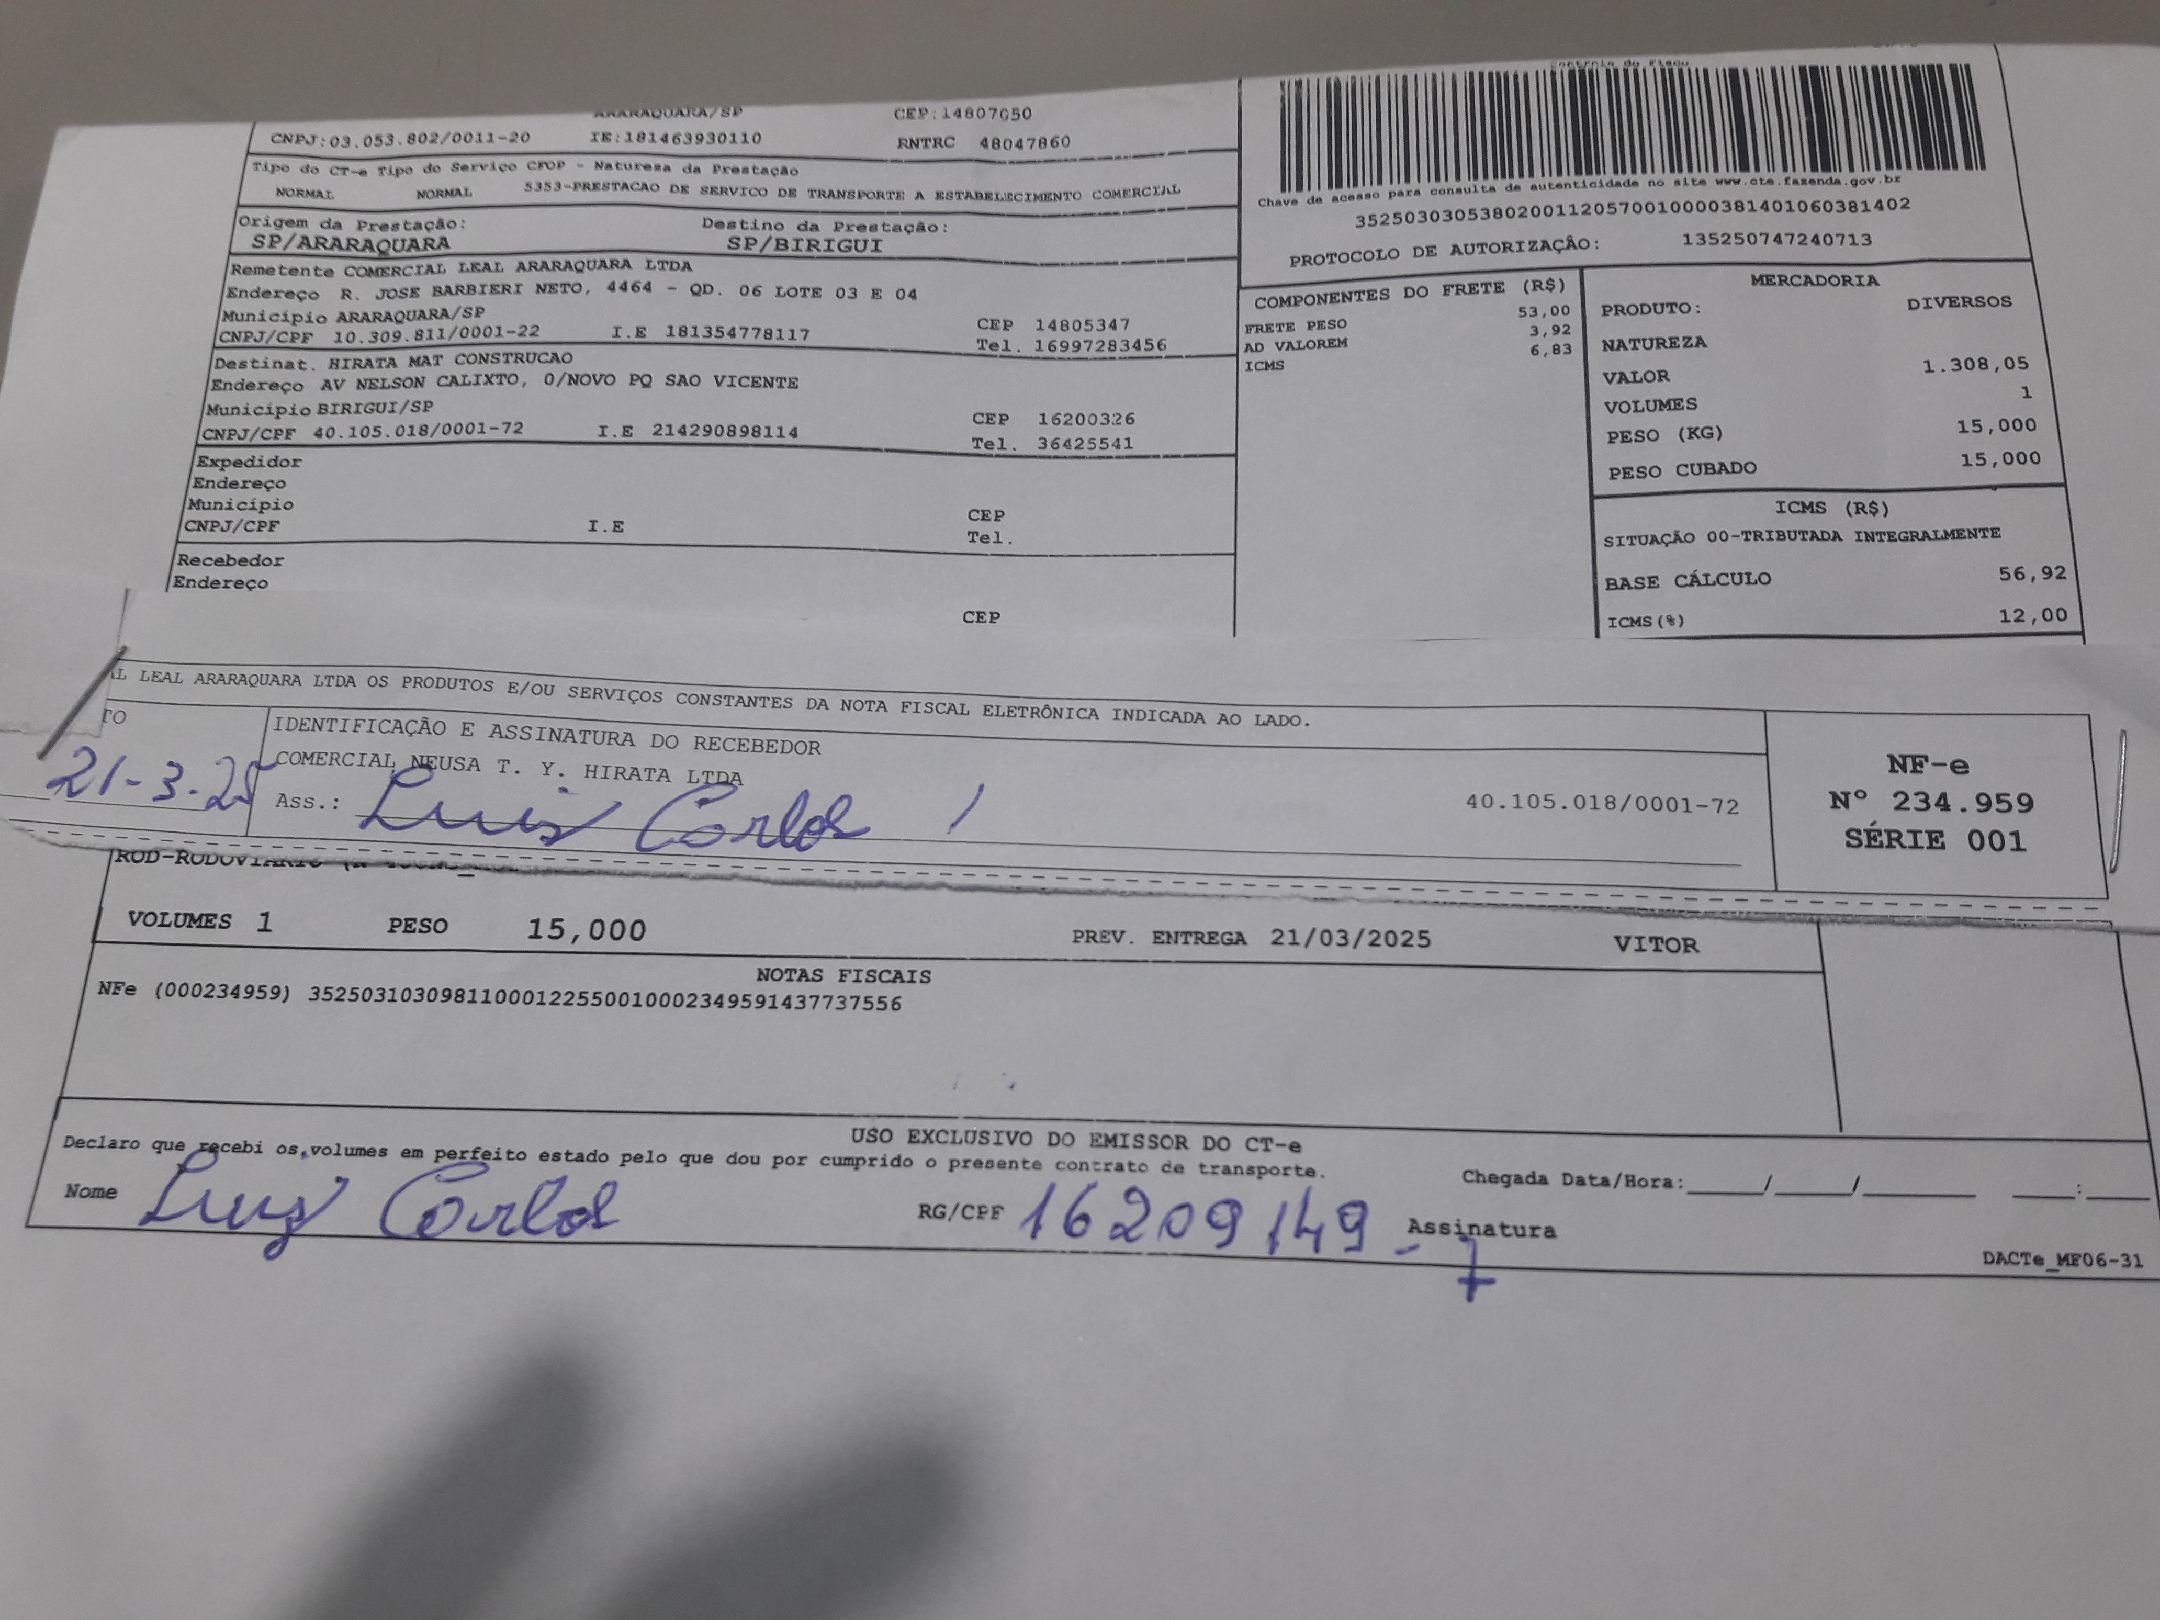 ARARAQUARA/SP CEP:14807050
CNPJ:03.053.802/0011-20 IE:181463930110 RNTRC 48047860
Tipo do CT-e Tipo do Serviço CFOP - Natureza da Prestação
NORMAL NORMAL 5353-PRESTACAO DE SERVICO DE TRANSPORTE A ESTABELECIMENTO COMERCIAL
Origem da Prestação: Destino da Prestação:
SP/ARARAQUARA SP/BIRIGUI
Remetente COMERCIAL LEAL ARARAQUARA LTDA
Endereço R. JOSE BARBIERI NETO, 4464 - QD. 06 LOTE 03 E 04
Município ARARAQUARA/SP CEP 14805347
CNPJ/CPF 10.309.811/0001-22 I.E 181354778117 Tel. 16997283456
Destinat. HIRATA MAT CONSTRUCAO
Endereço AV NELSON CALIXTO, 0/NOVO PQ SAO VICENTE
Município BIRIGUI/SP CEP 16200326
CNPJ/CPF 40.105.018/0001-72 I.E 214290898114 Tel. 36425541
Expedidor
Endereço
Município CEP
CNPJ/CPF I.E Tel.
Recebedor
Endereço
CEP
Controle do Fisco
Chave de acesso para consulta de autenticidade no site www.cte.fazenda.gov.br
35250303053802001120570010000381401060381402
PROTOCOLO DE AUTORIZAÇÃO: 135250747240713
COMPONENTES DO FRETE (R$)
FRETE PESO 53,00
AD VALOREM 3,92
ICMS 6,83
MERCADORIA
PRODUTO: DIVERSOS
NATUREZA
VALOR 1.308,05
VOLUMES 1
PESO (KG) 15,000
PESO CUBADO 15,000
ICMS (R$)
SITUAÇÃO 00-TRIBUTADA INTEGRALMENTE
BASE CÁLCULO 56,92
ICMS(%) 12,00
AL LEAL ARARAQUARA LTDA OS PRODUTOS E/OU SERVIÇOS CONSTANTES DA NOTA FISCAL ELETRÔNICA INDICADA AO LADO.
TO IDENTIFICAÇÃO E ASSINATURA DO RECEBEDOR
COMERCIAL NEUSA T. Y. HIRATA LTDA
21-3-25 Ass.: Luis Carlos 40.105.018/0001-72
NF-e
Nº 234.959
SÉRIE 001
ROD-RODOVIARIO
VOLUMES 1 PESO 15,000 PREV. ENTREGA 21/03/2025 VITOR
NOTAS FISCAIS
NFe (000234959) 35250310309811000122550010002349591437737556
USO EXCLUSIVO DO EMISSOR DO CT-e
Declaro que recebi os volumes em perfeito estado pelo que dou por cumprido o presente contrato de transporte.
Nome Luiz Carlos RG/CPF 16209149-7 Assinatura Chegada Data/Hora:____/____/______ ___:___
DACTe_MF06-31